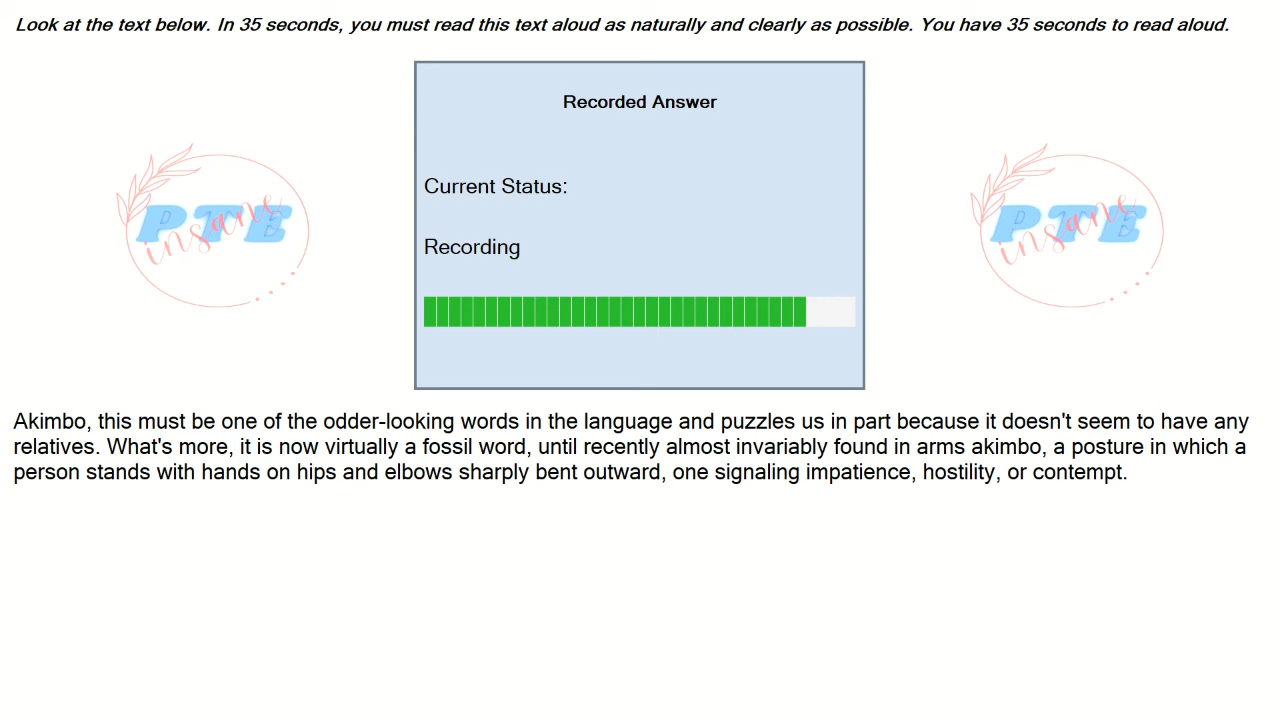 Look at the text below. In 35 seconds, you must read this text aloud as naturally and clearly as possible. You have 35 seconds to read aloud.
Recorded Answer
PTE
insane
PTE
insane
Current Status:
Recording
Akimbo, this must be one of the odder-looking words in the language and puzzles us in part because it doesn't seem to have any
relatives. What's more, it is now virtually a fossil word, until recently almost invariably found in arms akimbo, a posture in which a
person stands with hands on hips and elbows sharply bent outward, one signaling impatience, hostility, or contempt.